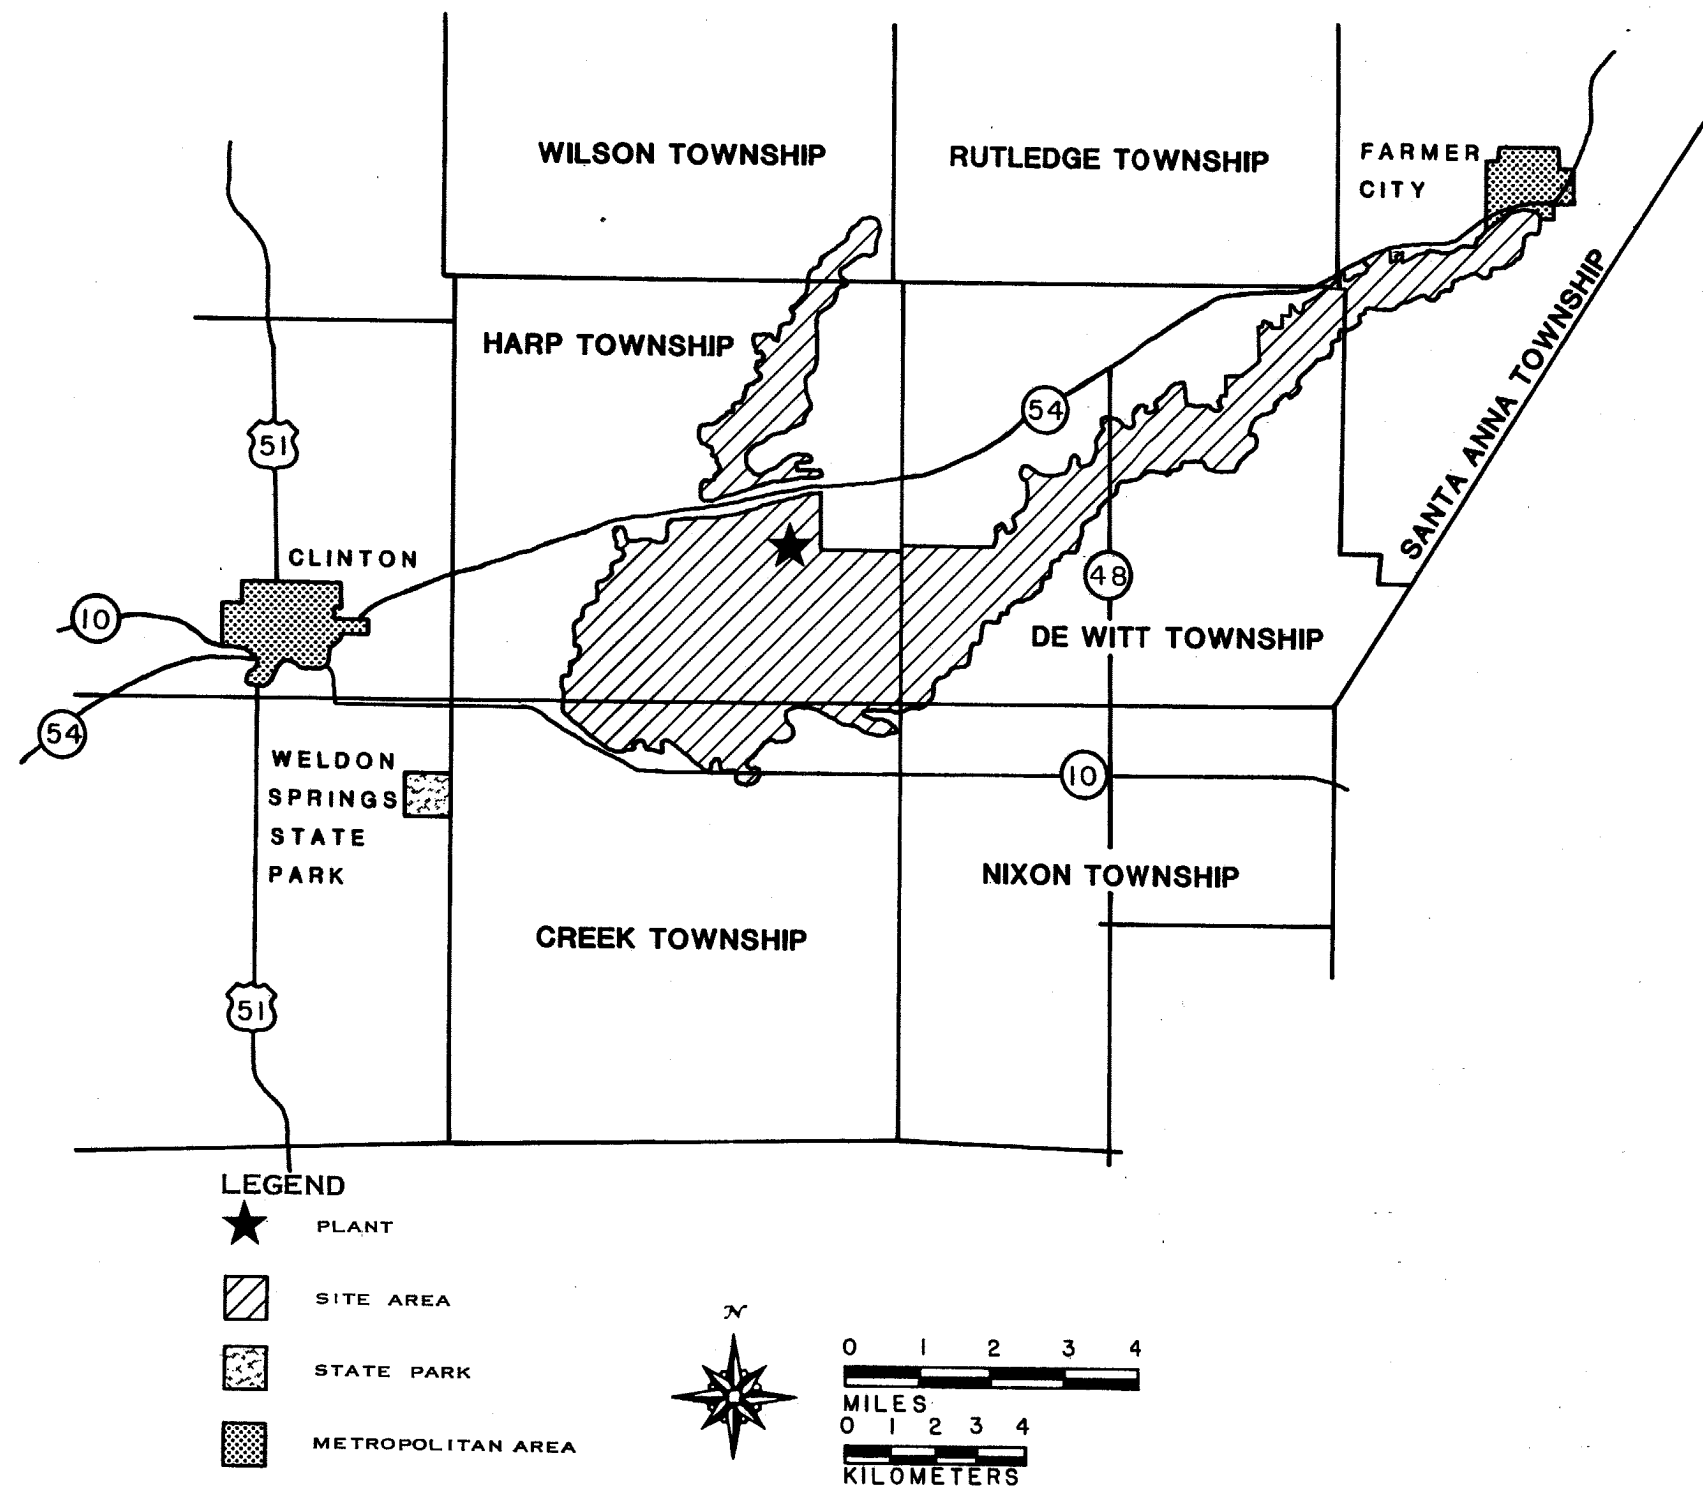 WILSON TOWNSHIP
RUTLEDGE TOWNSHIP
FARMER
CITY
HARP TOWNSHIP
54
51
SANTA ANNA TOWNSHIP
CLINTON
48
10
DE WITT TOWNSHIP
54
WELDON
SPRINGS
STATE
PARK
10
NIXON TOWNSHIP
CREEK TOWNSHIP
51
LEGEND
PLANT
SITE AREA
STATE PARK
METROPOLITAN AREA
N
0 1 2 3 4
MILES
0 1 2 3 4
KILOMETERS